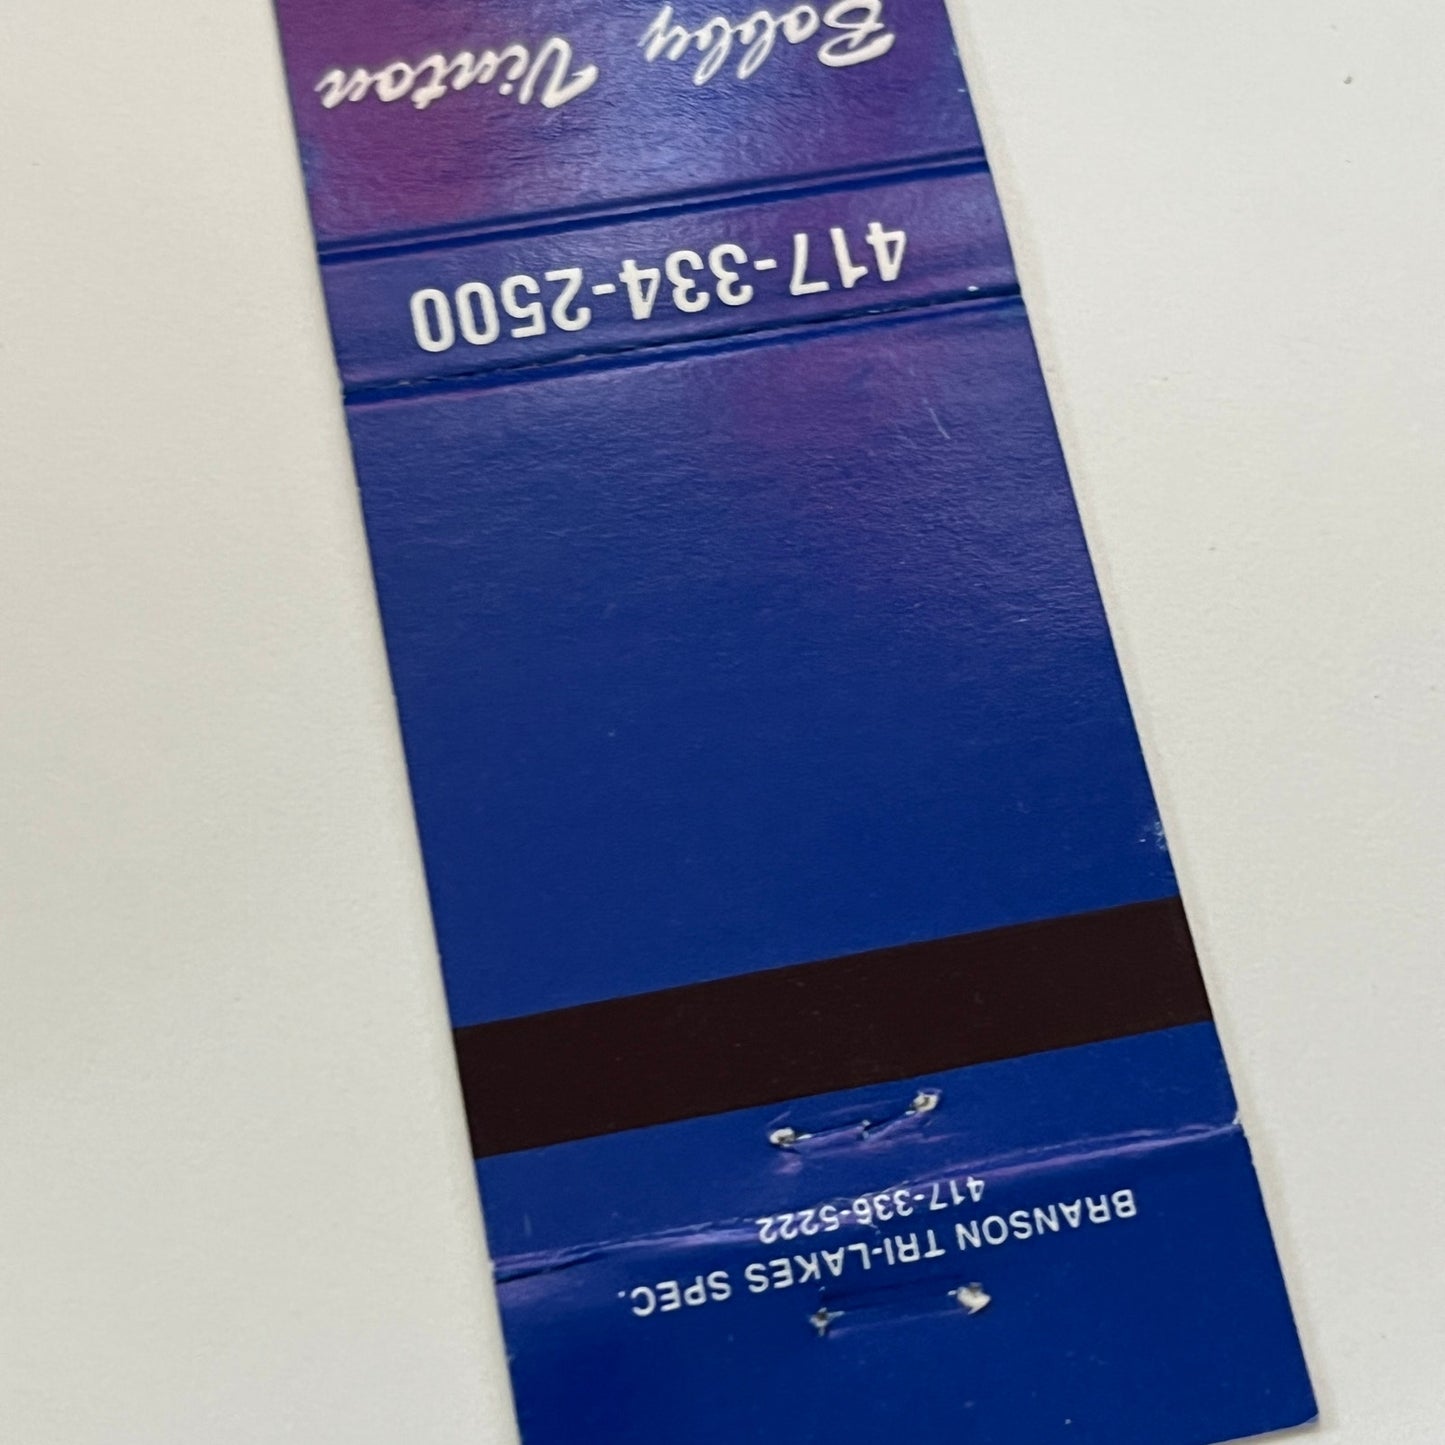 BRANSON TRI-LAKES SPEC.
417-336-5222
417-334-2500
Bobby Vinton